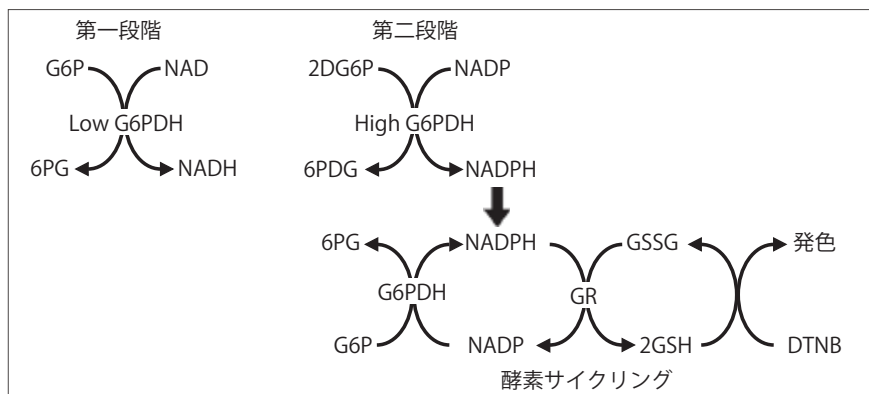 第一段階 第二段階
G6P NAD 2DG6P NADP
Low G6PDH High G6PDH
6PG NADH 6PDG NADPH
6PG NADPH GSSG 発色
G6PDH GR
G6P NADP 2GSH DTNB
酵素サイクリング